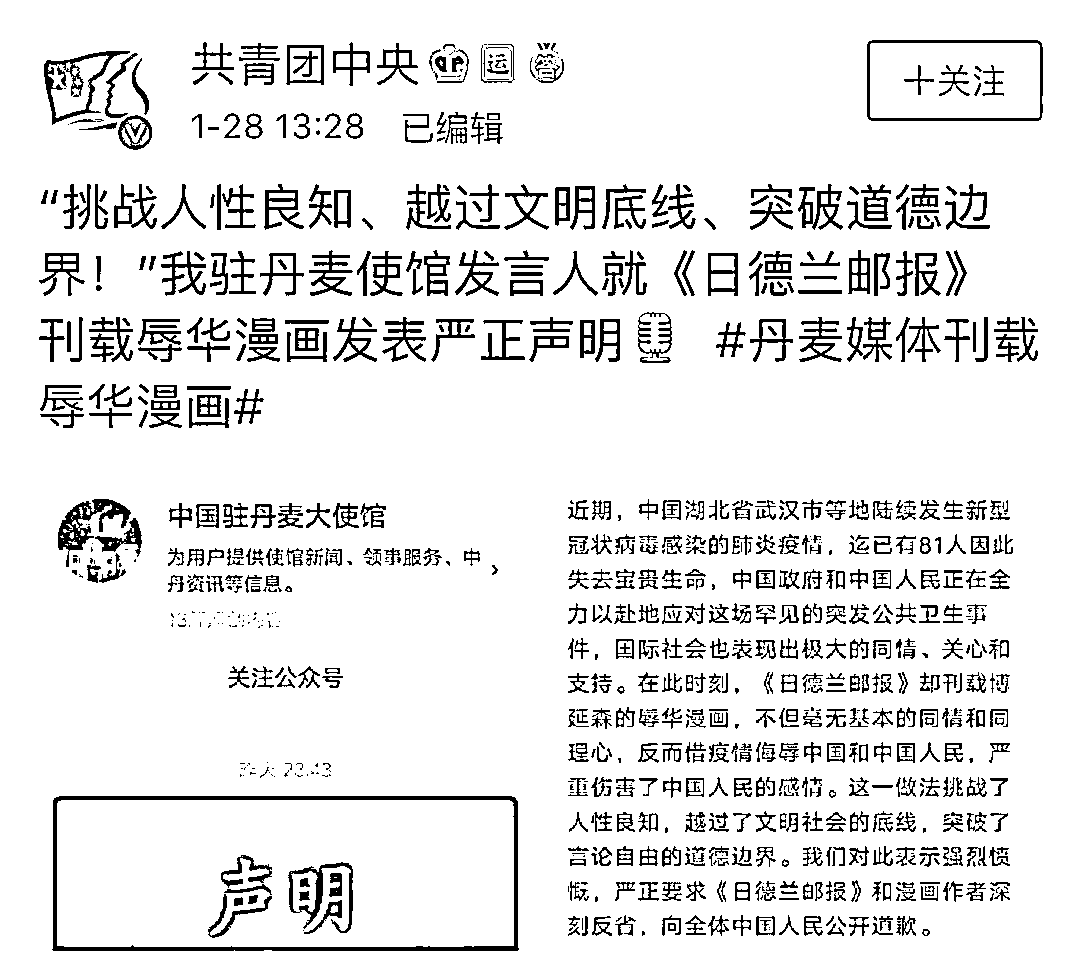 共青团中央
运
+关注
1-28 13:28 已编辑
“挑战人性良知、越过文明底线、突破道德边
界！”我驻丹麦使馆发言人就《日德兰邮报》
刊载辱华漫画发表严正声明 #丹麦媒体刊载
辱华漫画#
中国驻丹麦大使馆
为用户提供使馆新闻、领事服务、中
丹资讯等信息。
关注公众号
昨天 23:43
声明
近期，中国湖北省武汉市等地陆续发生新型
冠状病毒感染的肺炎疫情，迄已有81人因此
失去宝贵生命，中国政府和中国人民正在全
力以赴地应对这场罕见的突发公共卫生事
件，国际社会也表现出极大的同情、关心和
支持。在此时刻，《日德兰邮报》却刊载博
延森的辱华漫画，不但毫无基本的同情和同
理心，反而借疫情侮辱中国和中国人民，严
重伤害了中国人民的感情。这一做法挑战了
人性良知，越过了文明社会的底线，突破了
言论自由的道德边界。我们对此表示强烈愤
慨，严正要求《日德兰邮报》和漫画作者深
刻反省，向全体中国人民公开道歉。